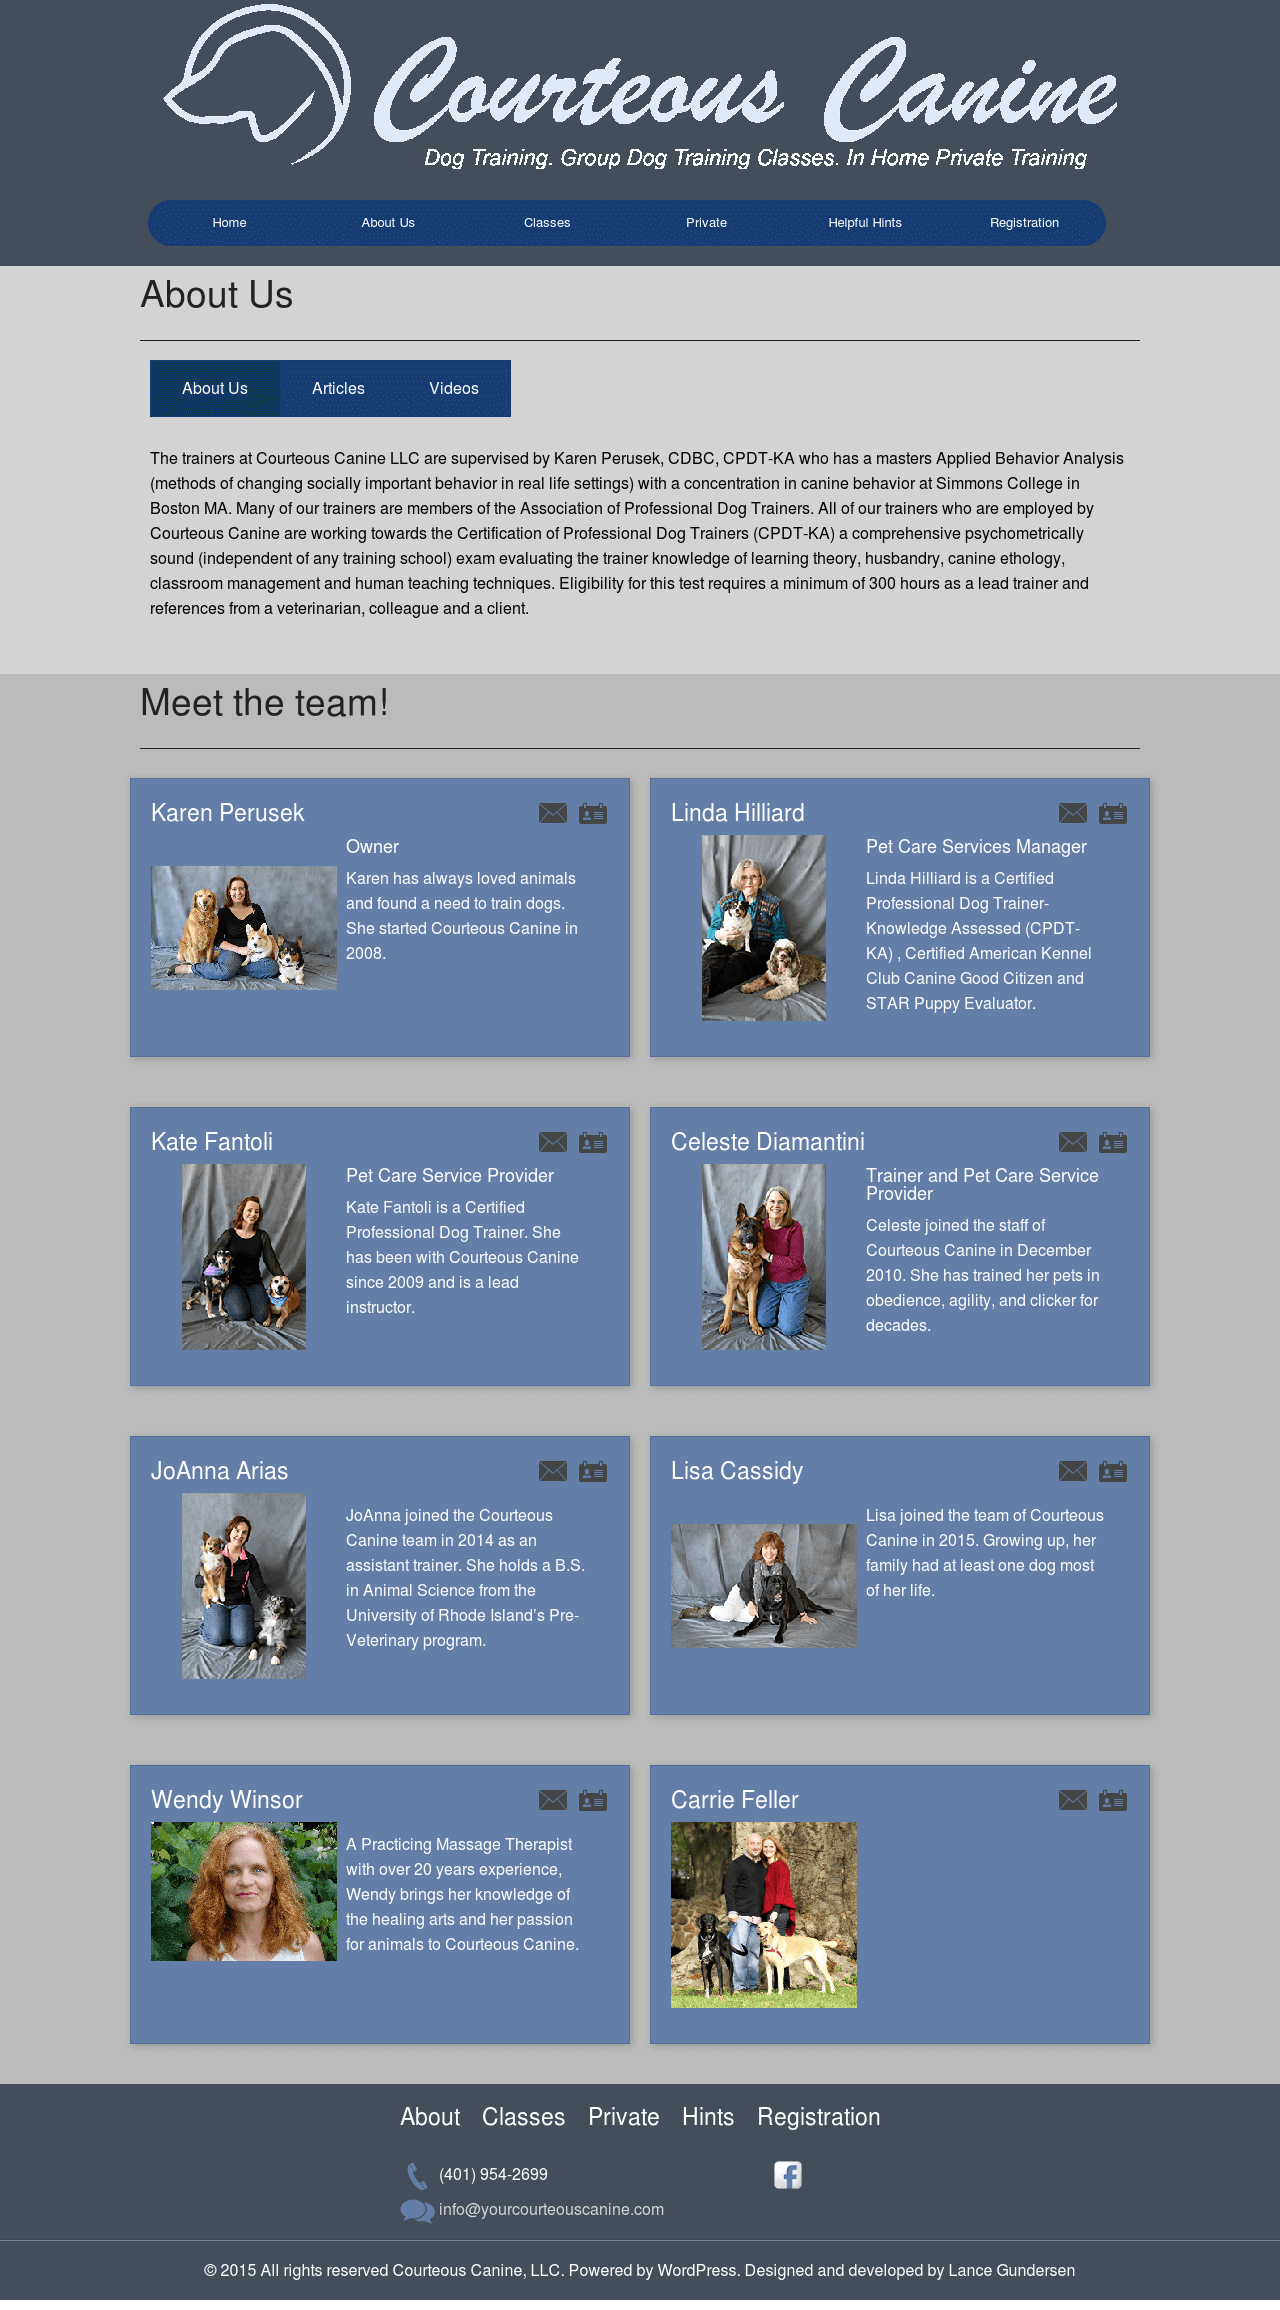 Courteous Canine
Dog Training. Group Dog Training Classes. In Home Private Training
Home About Us Classes Private Helpful Hints Registration
About Us
About Us Articles Videos
The trainers at Courteous Canine LLC are supervised by Karen Perusek, CDBC, CPDT-KA who has a masters Applied Behavior Analysis
(methods of changing socially important behavior in real life settings) with a concentration in canine behavior at Simmons College in
Boston MA. Many of our trainers are members of the Association of Professional Dog Trainers. All of our trainers who are employed by
Courteous Canine are working towards the Certification of Professional Dog Trainers (CPDT-KA) a comprehensive psychometrically
sound (independent of any training school) exam evaluating the trainer knowledge of learning theory, husbandry, canine ethology,
classroom management and human teaching techniques. Eligibility for this test requires a minimum of 300 hours as a lead trainer and
references from a veterinarian, colleague and a client.
Meet the team!
Karen Perusek
Owner
Karen has always loved animals
and found a need to train dogs.
She started Courteous Canine in
2008.
Linda Hilliard
Pet Care Services Manager
Linda Hilliard is a Certified
Professional Dog Trainer-
Knowledge Assessed (CPDT-
KA) , Certified American Kennel
Club Canine Good Citizen and
STAR Puppy Evaluator.
Kate Fantoli
Pet Care Service Provider
Kate Fantoli is a Certified
Professional Dog Trainer. She
has been with Courteous Canine
since 2009 and is a lead
instructor.
Celeste Diamantini
Trainer and Pet Care Service
Provider
Celeste joined the staff of
Courteous Canine in December
2010. She has trained her pets in
obedience, agility, and clicker for
decades.
JoAnna Arias
JoAnna joined the Courteous
Canine team in 2014 as an
assistant trainer. She holds a B.S.
in Animal Science from the
University of Rhode Island's Pre-
Veterinary program.
Lisa Cassidy
Lisa joined the team of Courteous
Canine in 2015. Growing up, her
family had at least one dog most
of her life.
Wendy Winsor
A Practicing Massage Therapist
with over 20 years experience,
Wendy brings her knowledge of
the healing arts and her passion
for animals to Courteous Canine.
Carrie Feller
About Classes Private Hints Registration
(401) 954-2699
info@yourcourteouscanine.com
© 2015 All rights reserved Courteous Canine, LLC. Powered by WordPress. Designed and developed by Lance Gundersen